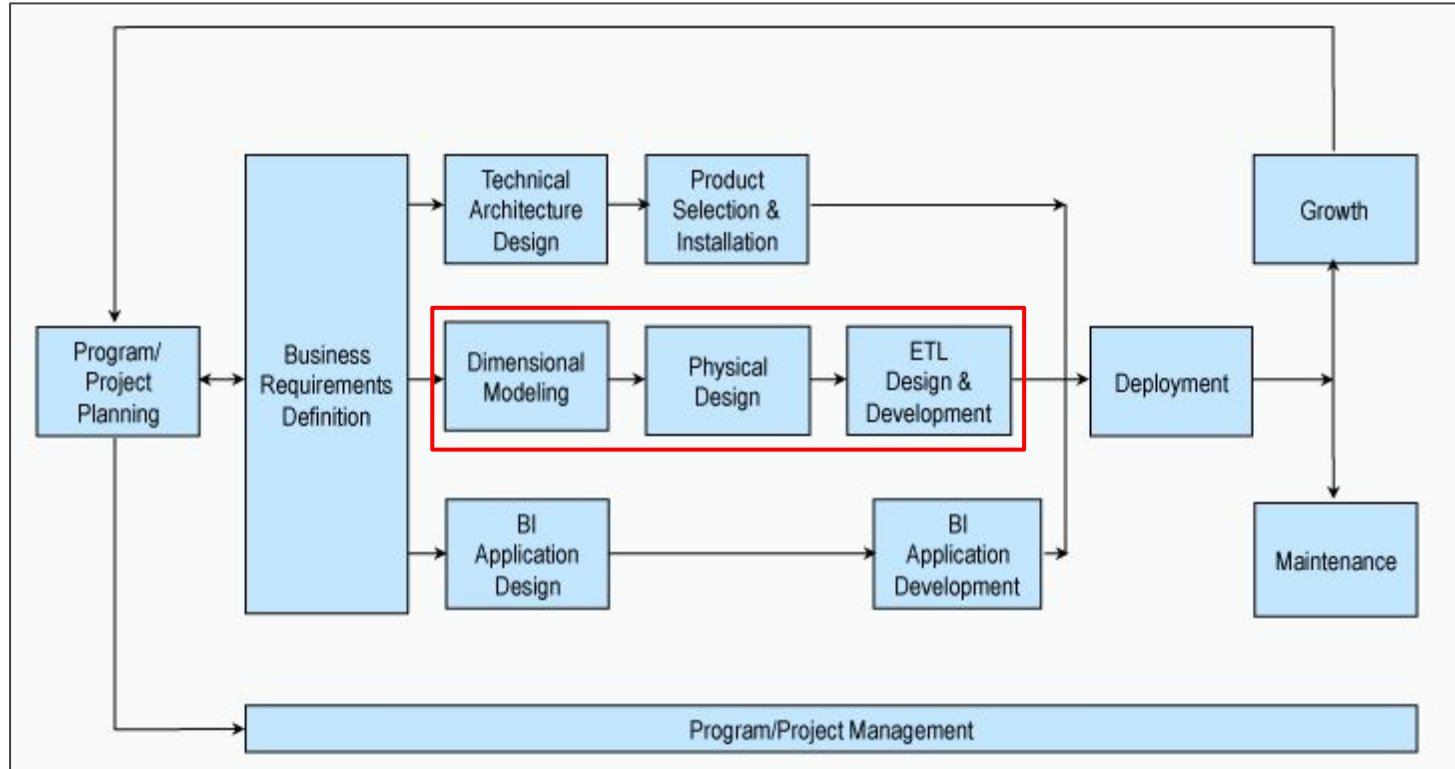 Technical
Architecture
Design
Product
Selection &
Installation
Growth
Program/
Project
Planning
Business
Requirements
Definition
Dimensional
Modeling
Physical
Design
ETL
Design &
Development
Deployment
BI
Application
Design
BI
Application
Development
Maintenance
Program/Project Management